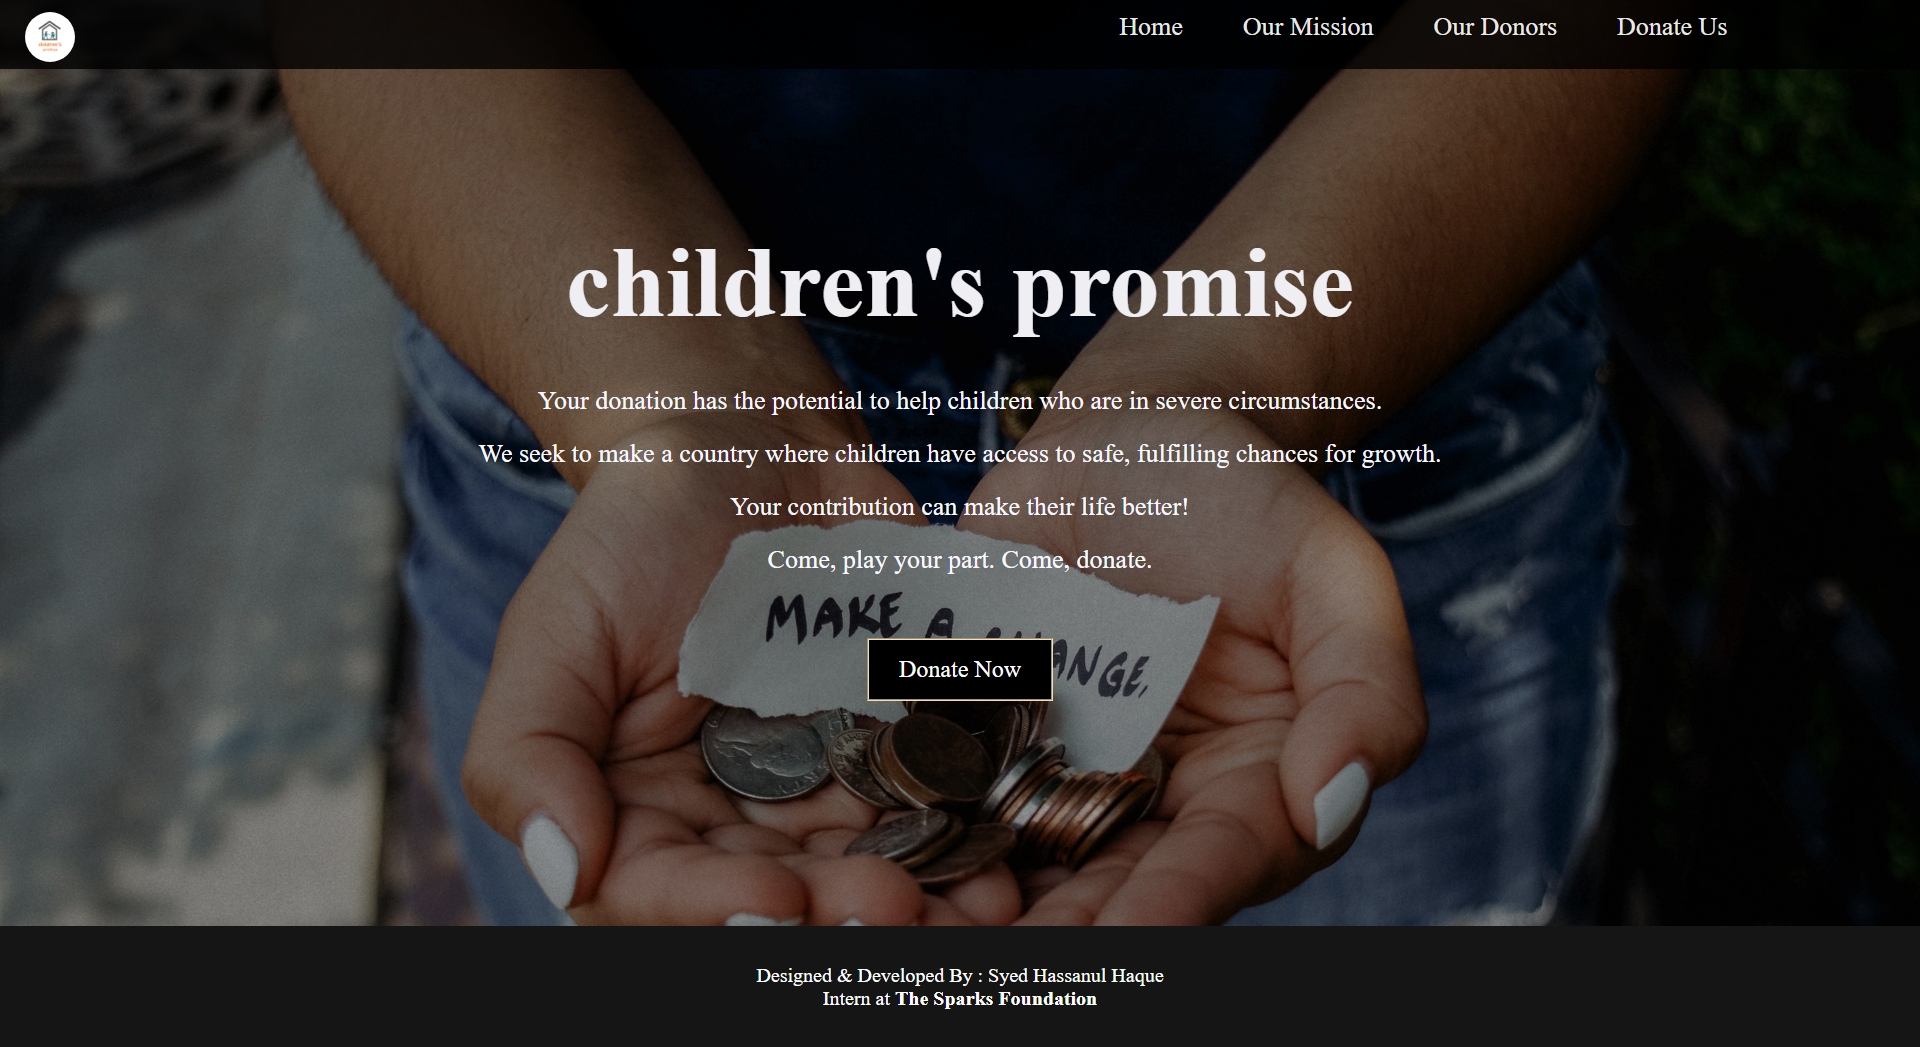 children's
promise
Home
Our Mission
Our Donors
Donate Us
children's promise
Your donation has the potential to help children who are in severe circumstances.
We seek to make a country where children have access to safe, fulfilling chances for growth.
Your contribution can make their life better!
Come, play your part. Come, donate.
MAKE A CHANGE,
Donate Now
Designed & Developed By : Syed Hassanul Haque
Intern at The Sparks Foundation